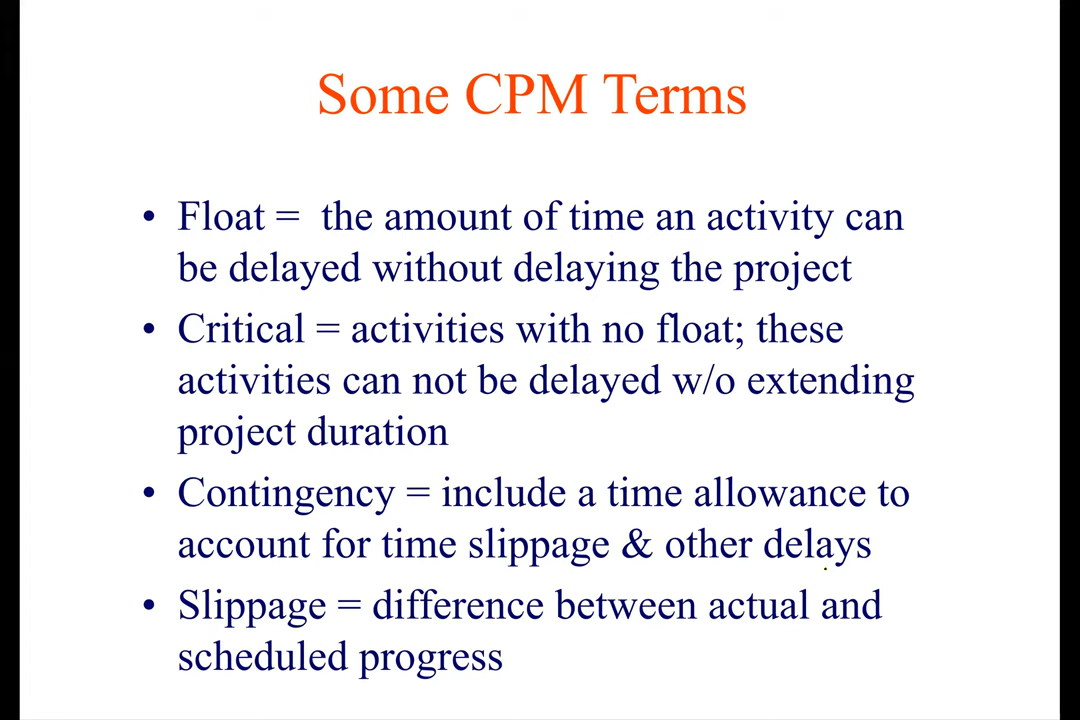 Some CPM Terms
• Float =  the amount of time an activity can
be delayed without delaying the project
• Critical = activities with no float; these
activities can not be delayed w/o extending
project duration
• Contingency = include a time allowance to
account for time slippage & other delays
• Slippage = difference between actual and
scheduled progress